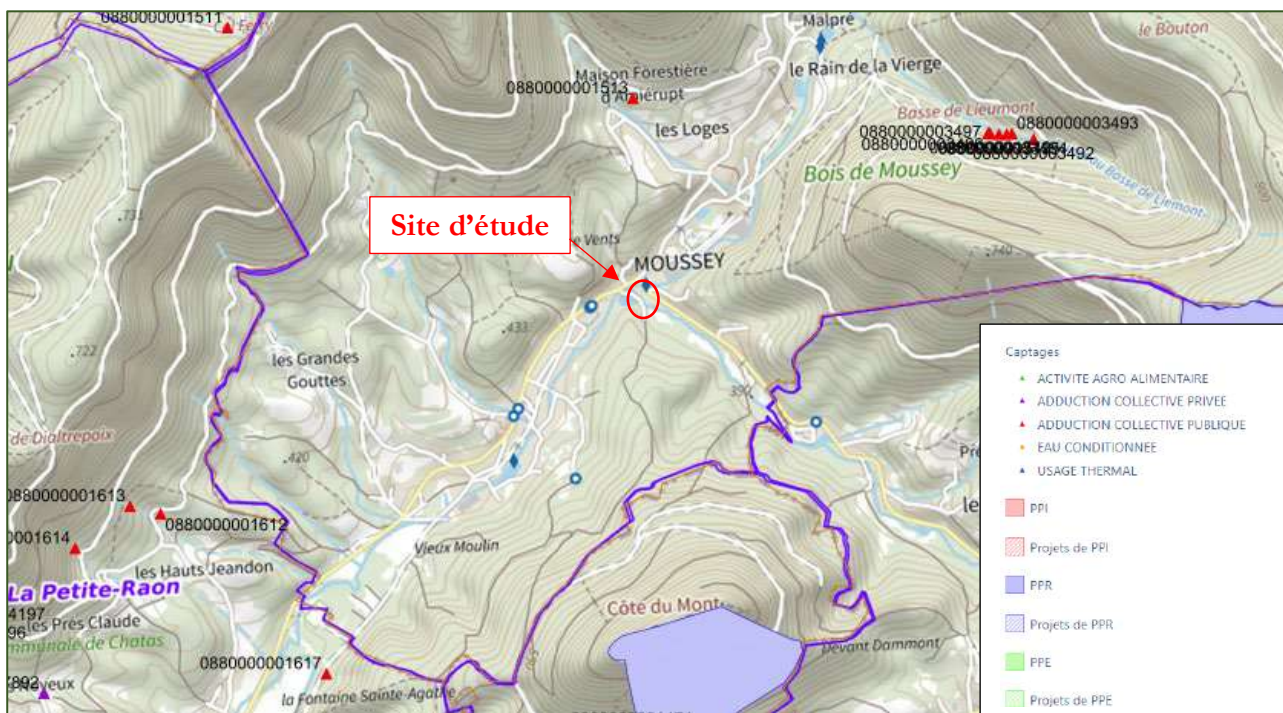 0880000001511
Malpré
le Bouton
le Rain de la Vierge
Maison Forestière
0880000001513
les Loges
Basse de Lieumont
0880000003497
0880000003493
0880000003492
Bois de Moussey
Site d'étude
MOUSSEY
731
740
433
722
les Grandes
Gouttes
390
420
0880000001613
0880000001612
les Hauts Jeandon
Vieux Moulin
La Petite-Raon
Côte du Mont
Devant Dammont
0880000001617
la Fontaine Sainte-Agathe
Captages
ACTIVITE AGRO ALIMENTAIRE
ADDUCTION COLLECTIVE PRIVEE
ADDUCTION COLLECTIVE PUBLIQUE
EAU CONDITIONNEE
USAGE THERMAL
PPI
Projets de PPI
PPR
Projets de PPR
PPE
Projets de PPE